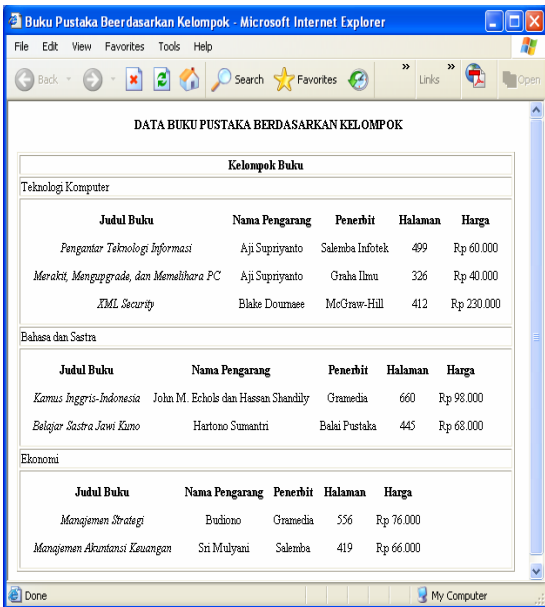 Buku Pustaka Beerdasarkan Kelompok - Microsoft Internet Explorer
File Edit View Favorites Tools Help
Back Search Favorites » Links » Open
DATA BUKU PUSTAKA BERDASARKAN KELOMPOK
Kelompok Buku
Teknologi Komputer
Judul Buku Nama Pengarang Penerbit Halaman Harga
Pengantar Teknologi Informasi Aji Supriyanto Salemba Infotek 499 Rp 60.000
Merakit, Mengupgrade, dan Memelihara PC Aji Supriyanto Graha Ilmu 326 Rp 40.000
XML Security Blake Dournaee McGraw-Hill 412 Rp 230.000
Bahasa dan Sastra
Judul Buku Nama Pengarang Penerbit Halaman Harga
Kamus Inggris-Indonesia John M. Echols dan Hassan Shandily Gramedia 660 Rp 98.000
Belajar Sastra Jawi Kuno Hartono Sumantri Balai Pustaka 445 Rp 68.000
Ekonomi
Judul Buku Nama Pengarang Penerbit Halaman Harga
Manajemen Strategi Budiono Gramedia 556 Rp 76.000
Manajemen Akuntansi Keuangan Sri Mulyani Salemba 419 Rp 66.000
Done My Computer